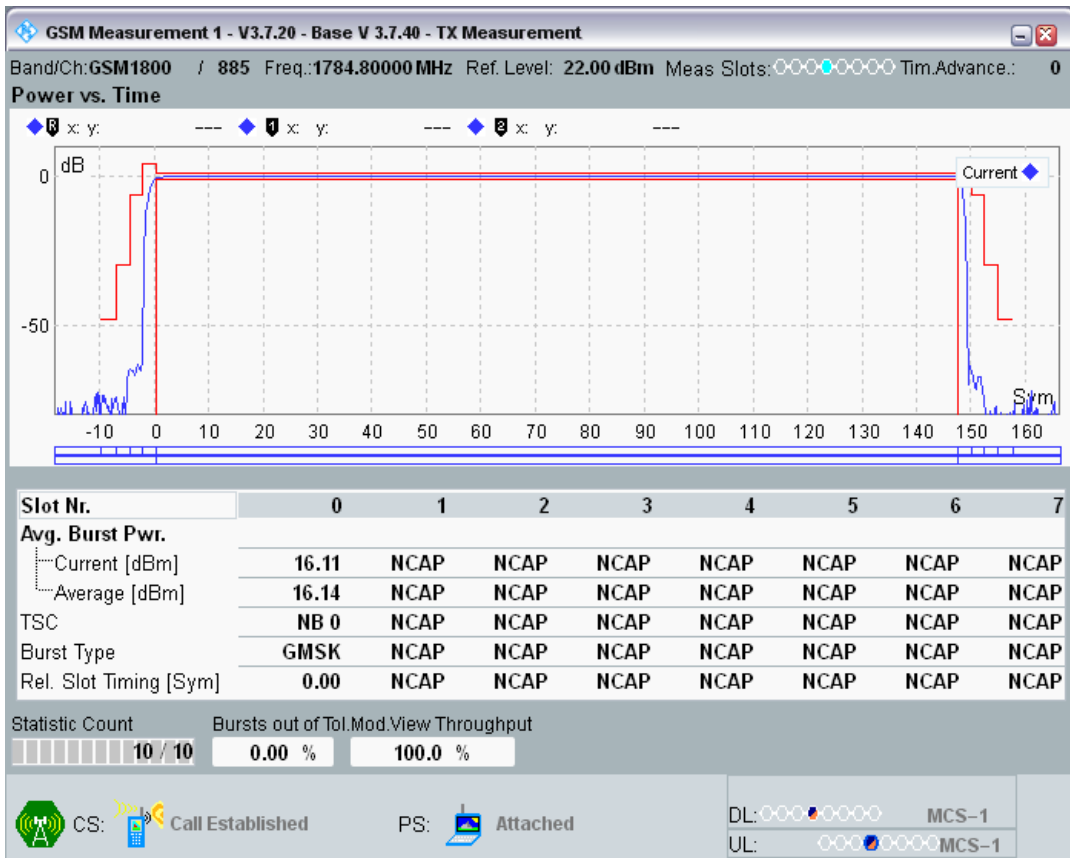 GSM Measurement 1 - V3.7.20 - Base V 3.7.40 - TX Measurement
Band/Ch:GSM1800 / 885 Freq.:1784.80000 MHz Ref. Level: 22.00 dBm Meas Slots: Tim.Advance.: 0
Power vs. Time
R x: y: --- 1 x: y: --- 2 x: y: ---
dB
Current
0
-50
Sym
-10 0 10 20 30 40 50 60 70 80 90 100 110 120 130 140 150 160
Slot Nr. 0 1 2 3 4 5 6 7
Avg. Burst Pwr.
Current [dBm] 16.11 NCAP NCAP NCAP NCAP NCAP NCAP NCAP
Average [dBm] 16.14 NCAP NCAP NCAP NCAP NCAP NCAP NCAP
TSC NB 0 NCAP NCAP NCAP NCAP NCAP NCAP NCAP
Burst Type GMSK NCAP NCAP NCAP NCAP NCAP NCAP NCAP
Rel. Slot Timing [Sym] 0.00 NCAP NCAP NCAP NCAP NCAP NCAP NCAP
Statistic Count Bursts out of Tol.Mod.View Throughput
10 / 10 0.00 % 100.0 %
CS: Call Established PS: Attached
DL: MCS-1
UL: MCS-1